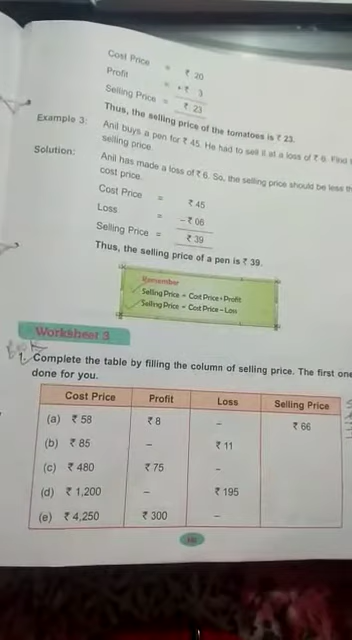 Cost Price = ₹ 20
Profit = + ₹ 3
Selling Price = ₹ 23
Thus, the selling price of the tomatoes is ₹ 23.
Example 3: Anil buys a pen for ₹ 45. He had to sell it at a loss of ₹ 6. Find
selling price.
Solution: Anil has made a loss of ₹ 6. So, the selling price should be less
cost price.
Cost Price = ₹ 45
Loss = – ₹ 06
Selling Price = ₹ 39
Thus, the selling price of a pen is ₹ 39.
Remember
Selling Price = Cost Price + Profit
Selling Price = Cost Price – Loss
Worksheet 3
Book
1. Complete the table by filling the column of selling price. The first one
done for you.
Cost Price Profit Loss Selling Price
(a) ₹ 58 ₹ 8 – ₹ 66
(b) ₹ 85 – ₹ 11
(c) ₹ 480 ₹ 75 –
(d) ₹ 1,200 – ₹ 195
(e) ₹ 4,250 ₹ 300 –